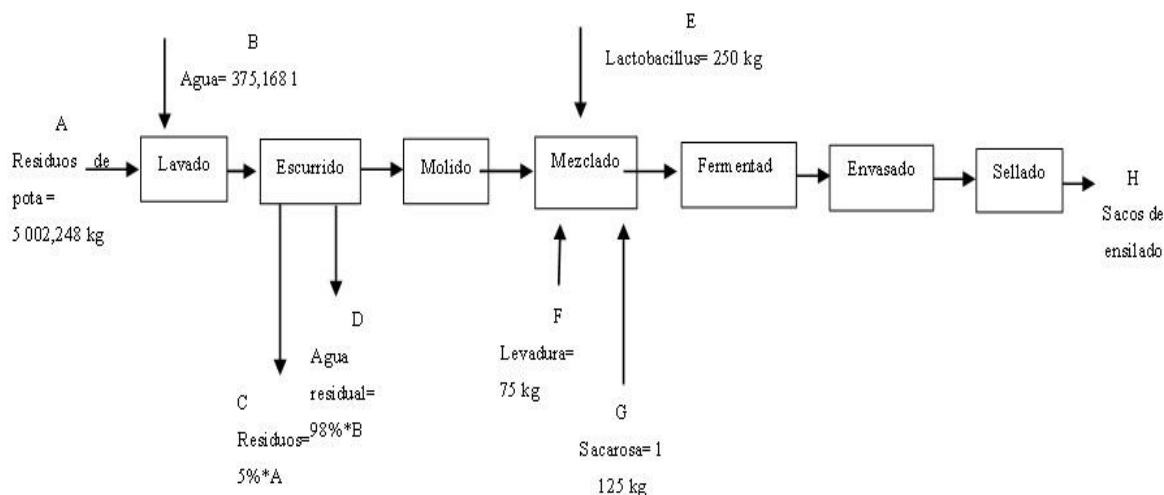 B
Agua= 375,168 l
E
Lactobacillus= 250 kg
A
Residuos de
pota =
5 002,248 kg
Lavado
Escurrido
Molido
Mezclado
Fermentad
Envasado
Sellado
H
Sacos de
ensilado
C
Residuos=
5%*A
D
Agua
residual=
98%*B
F
Levadura=
75 kg
G
Sacarosa= 1
125 kg